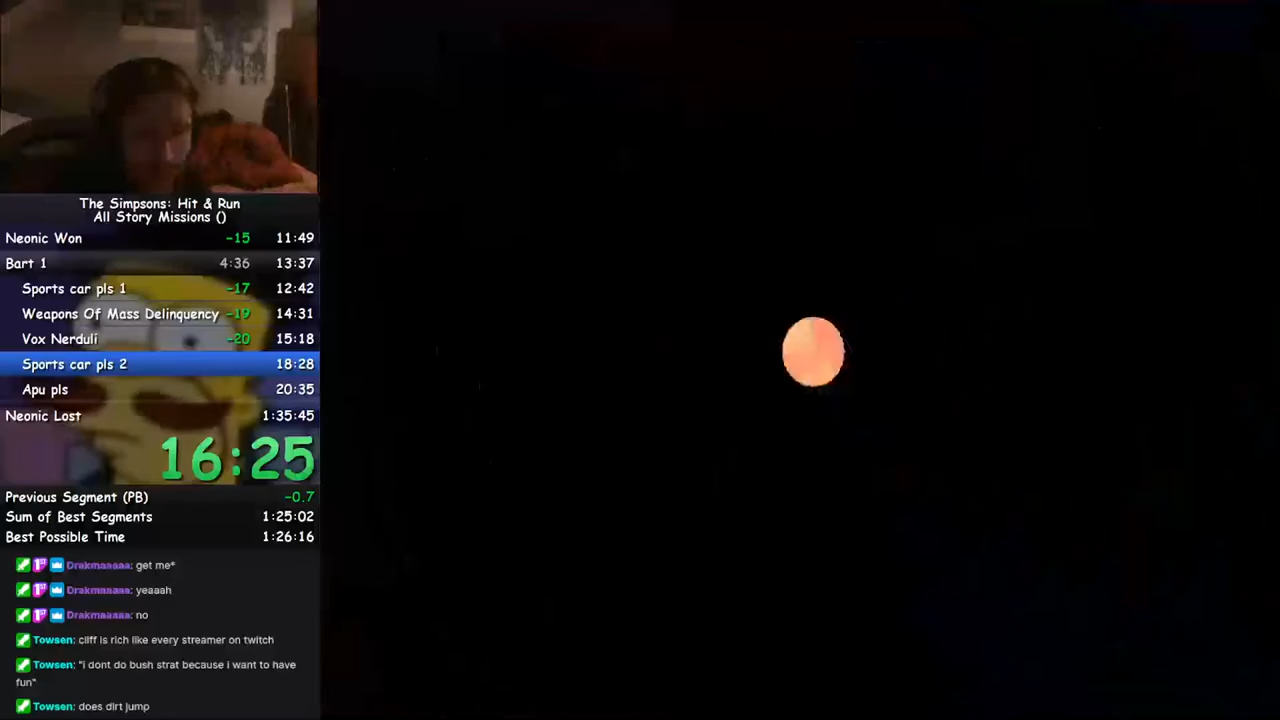 The Simpsons: Hit & Run
All Story Missions ()
Neonic Won -15 11:49
Bart 1 4:36 13:37
Sports car pls 1 -17 12:42
Weapons Of Mass Delinquency -19 14:31
Vox Nerduli -20 15:18
Sports car pls 2 18:28
Apu pls 20:35
Neonic Lost 1:35:45
16:25
Previous Segment (PB) -0.7
Sum of Best Segments 1:25:02
Best Possible Time 1:26:16
Drakmaaaaa: get me*
Drakmaaaaa: yeaaah
Drakmaaaaa: no
Towsen: cliff is rich like every streamer on twitch
Towsen: "i dont do bush strat because i want to have
fun"
Towsen: does dirt jump